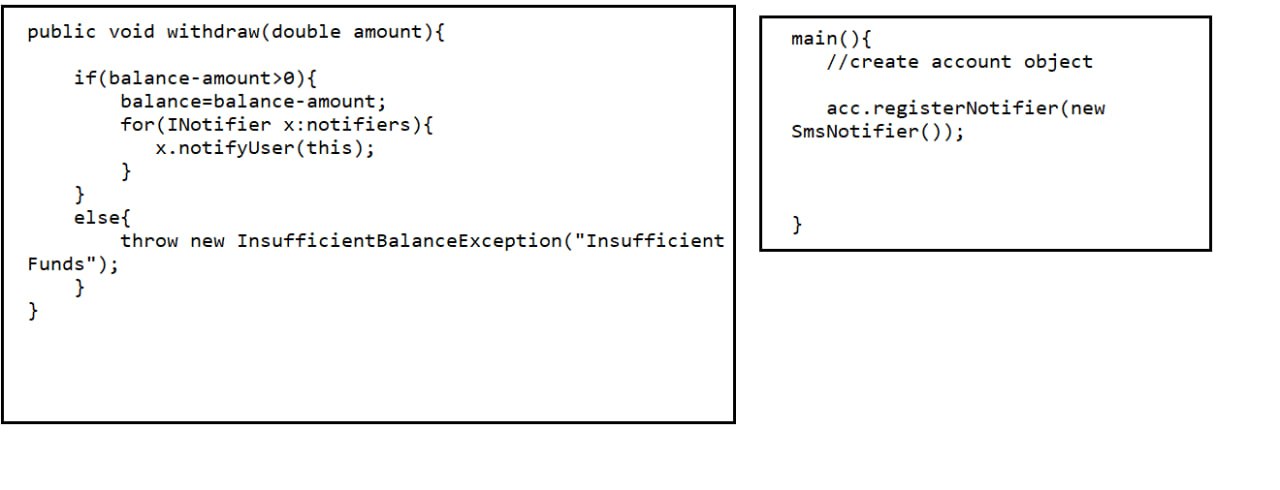 public void withdraw(double amount){
if(balance-amount>0){
balance=balance-amount;
for(INotifier x:notifiers){
x.notifyUser(this);
}
}
else{
throw new InsufficientBalanceException("Insufficient
Funds");
}
}
main(){
//create account object
acc.registerNotifier(new
SmsNotifier());
}